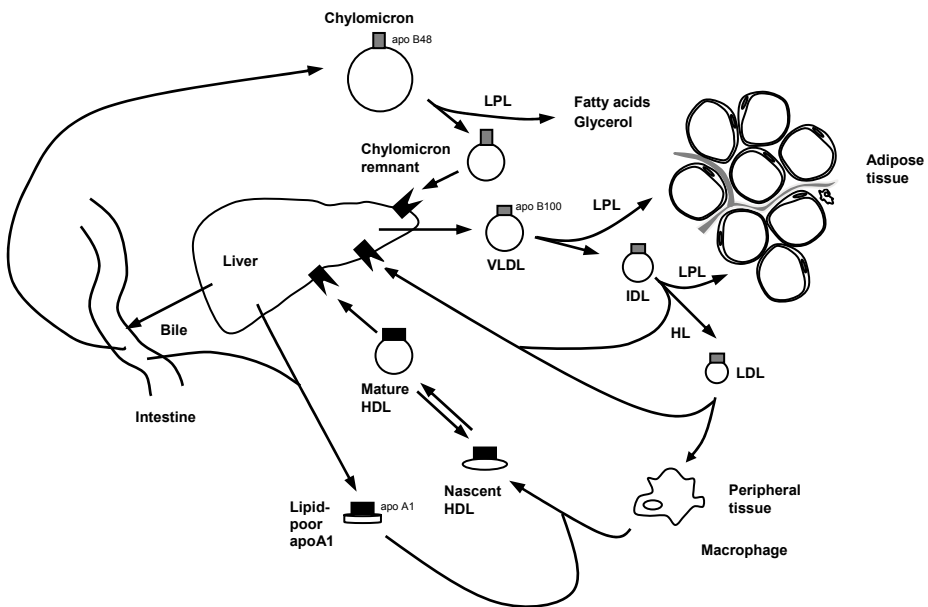 Chylomicron
apo B48
LPL
Fatty acids
Glycerol
Chylomicron
remnant
Adipose
tissue
apo B100
LPL
Liver
VLDL
IDL
LPL
Bile
HL
LDL
Mature
HDL
Intestine
Nascent
HDL
Peripheral
tissue
Lipid-
poor
apoA1
apo A1
Macrophage